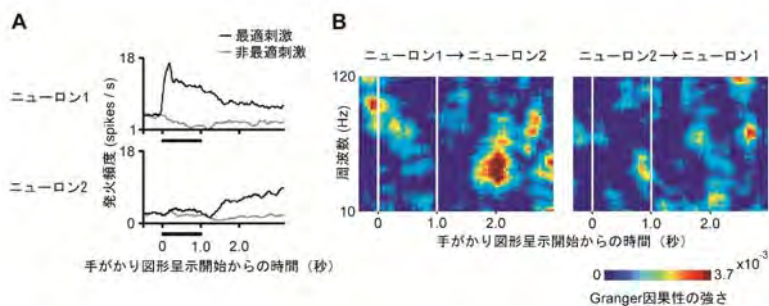 A
最適刺激
非最適刺激
ニューロン1
ニューロン2
発火頻度 (spikes / s)
18
1
18
0
0 1.0 2.0
手がかり図形呈示開始からの時間(秒)
B
ニューロン1→ニューロン2
ニューロン2→ニューロン1
周波数 (Hz)
120
10
0 1.0 2.0
0 1.0 2.0
手がかり図形呈示開始からの時間(秒)
0 3.7 x10-3
Granger因果性の強さ